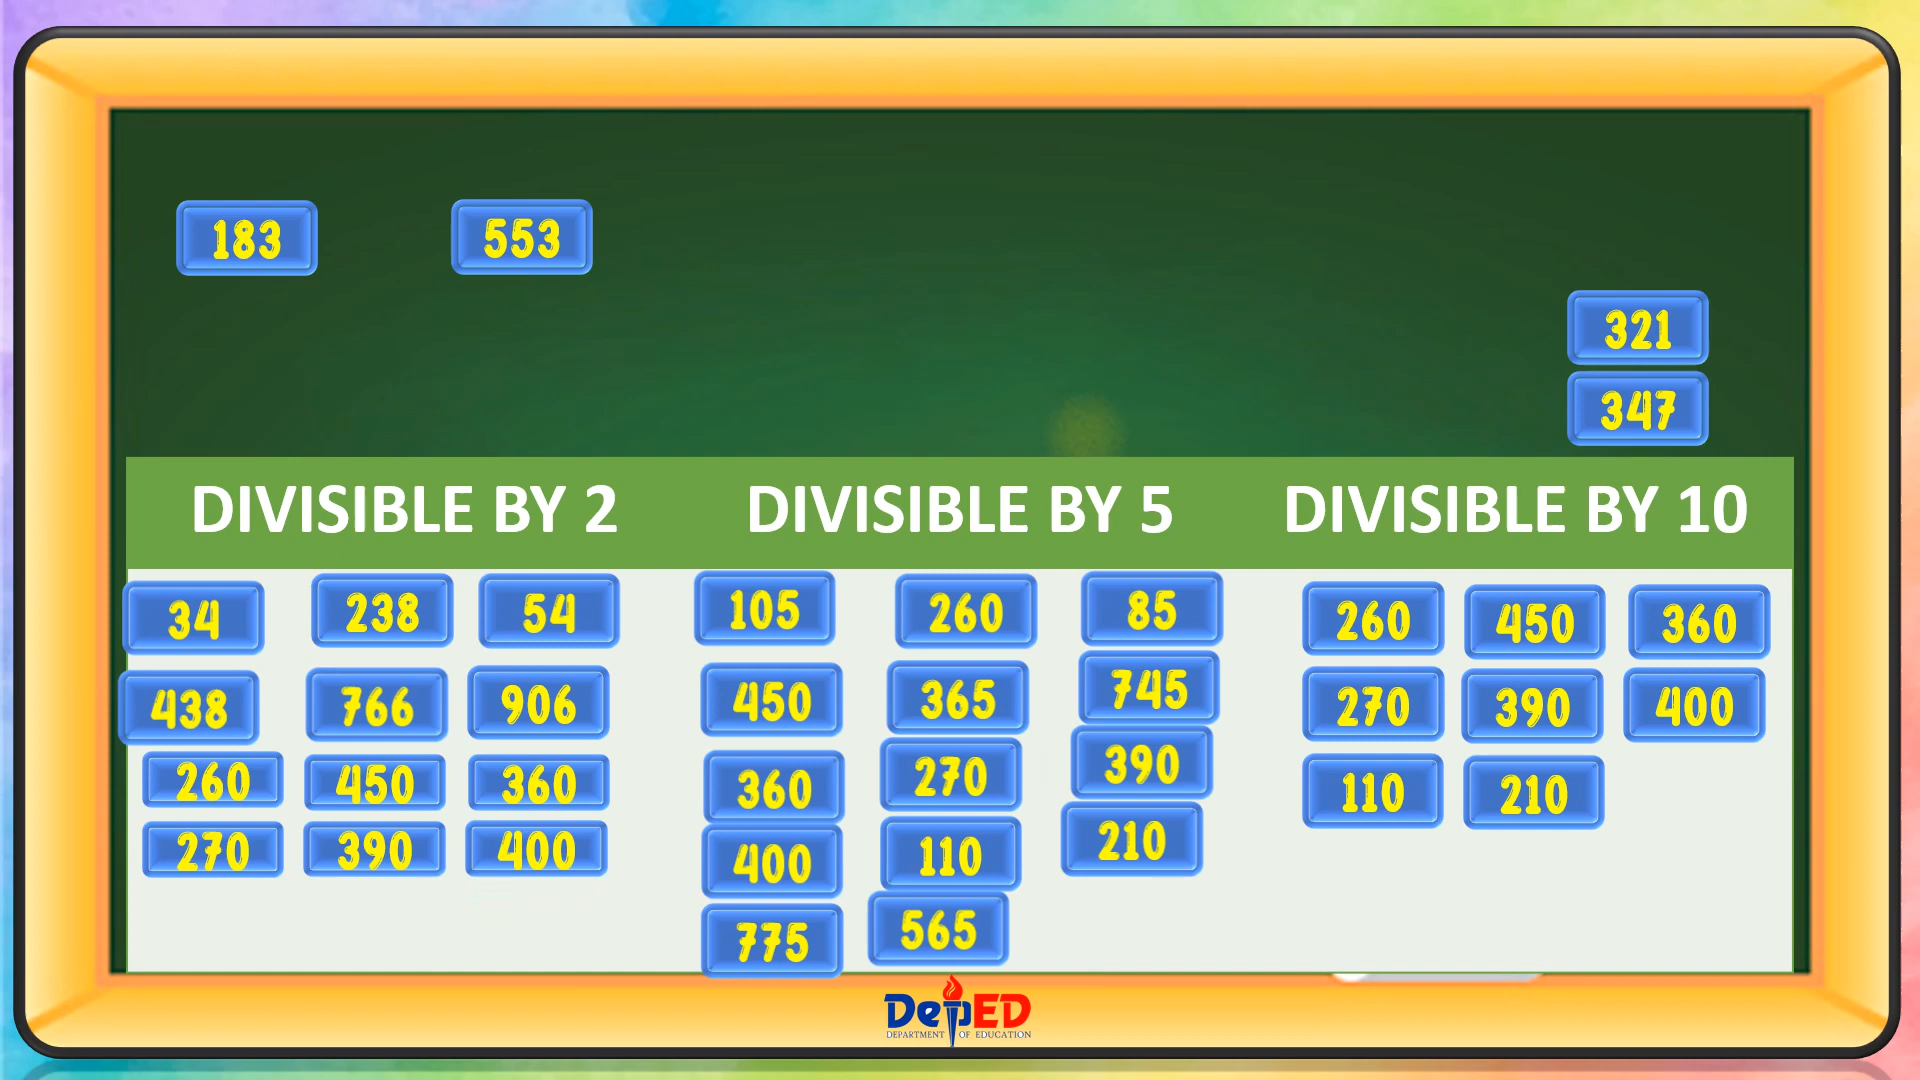 183 553
321
347
DIVISIBLE BY 2 DIVISIBLE BY 5 DIVISIBLE BY 10
34 238 54 105 260 85 260 450 360
438 766 906 450 365 745 270 390 400
260 450 360 360 270 390 110 210
270 390 400 400 110 210
775 565
DepED
DEPARTMENT OF EDUCATION